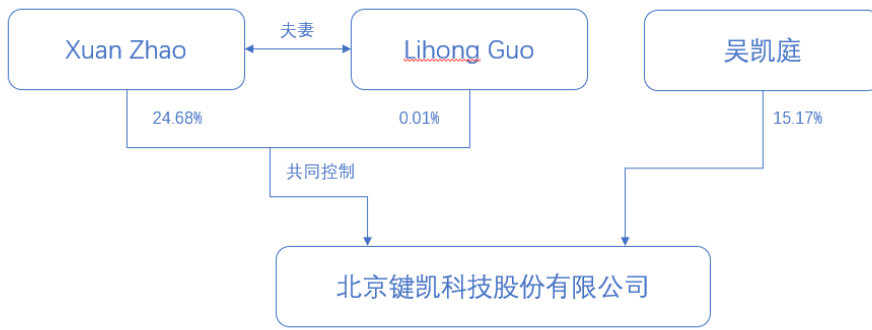 Xuan Zhao
夫妻
Lihong Guo
吴凯庭
24.68%
0.01%
15.17%
共同控制
北京键凯科技股份有限公司